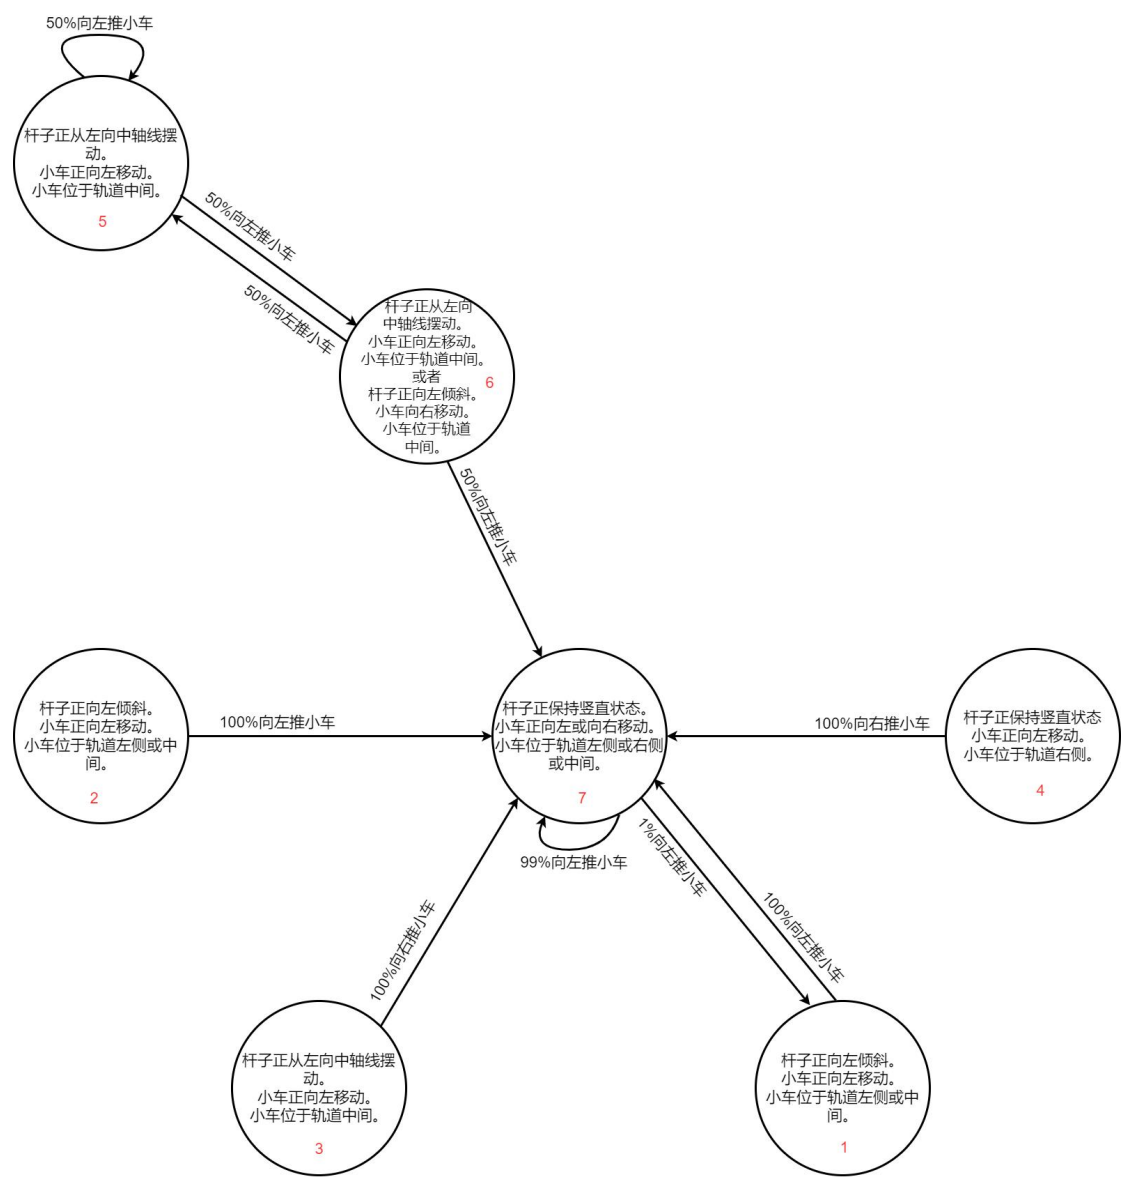 50%向左推小车
杆子正从左向中轴线摆
动。
小车正向左移动。
小车位于轨道中间。
5
50%向左推小车
50%向左推小车
杆子正从左向
中轴线摆动。
小车正向左移动。
小车位于轨道中间。
或者
杆子正向左倾斜。
小车向右移动。
小车位于轨道
中间。
6
50%向左推小车
杆子正向左倾斜。
小车正向左移动。
小车位于轨道左侧或中
间。
2
100%向左推小车
杆子正保持竖直状态。
小车正向左或向右移动。
小车位于轨道左侧或右侧
或中间。
7
100%向右推小车
杆子正保持竖直状态
小车正向左移动。
小车位于轨道右侧。
4
99%向左推小车
1%向左推小车
100%向左推小车
100%向右推小车
杆子正从左向中轴线摆
动。
小车正向左移动。
小车位于轨道中间。
3
杆子正向左倾斜。
小车正向左移动。
小车位于轨道左侧或中
间。
1